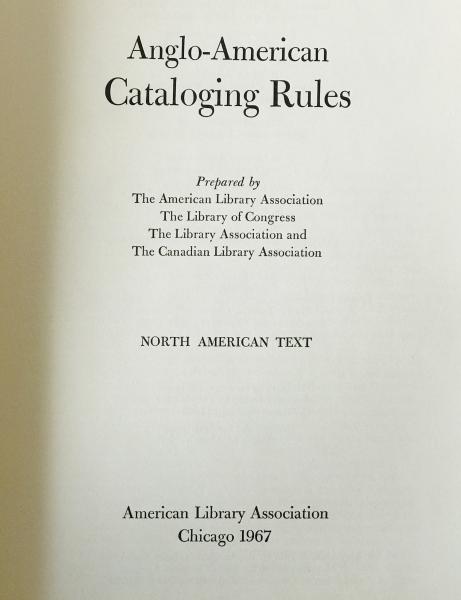 Anglo-American
Cataloging Rules
Prepared by
The American Library Association
The Library of Congress
The Library Association and
The Canadian Library Association
NORTH AMERICAN TEXT
American Library Association
Chicago 1967